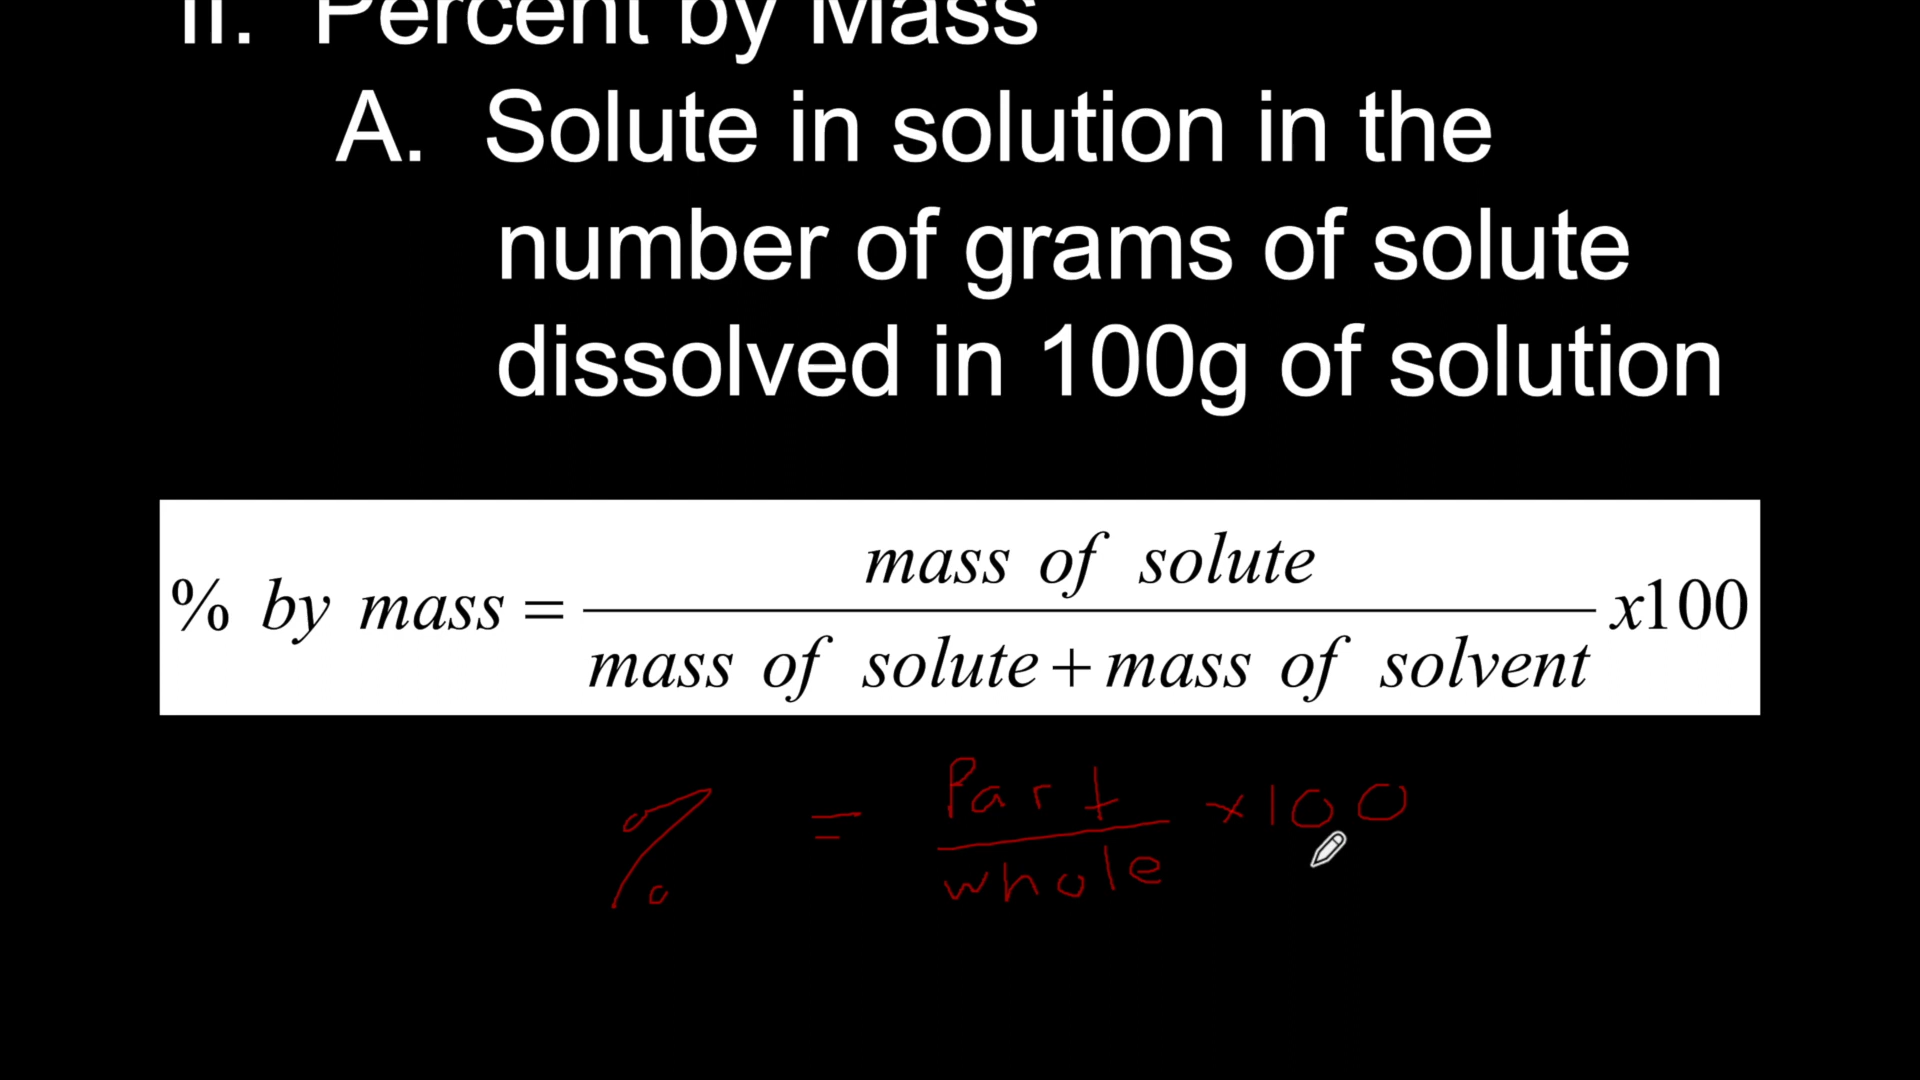 II. Percent by Mass
A. Solute in solution in the
number of grams of solute
dissolved in 100g of solution
% by mass = mass of solute / mass of solute + mass of solvent x100
% = Part / whole x100